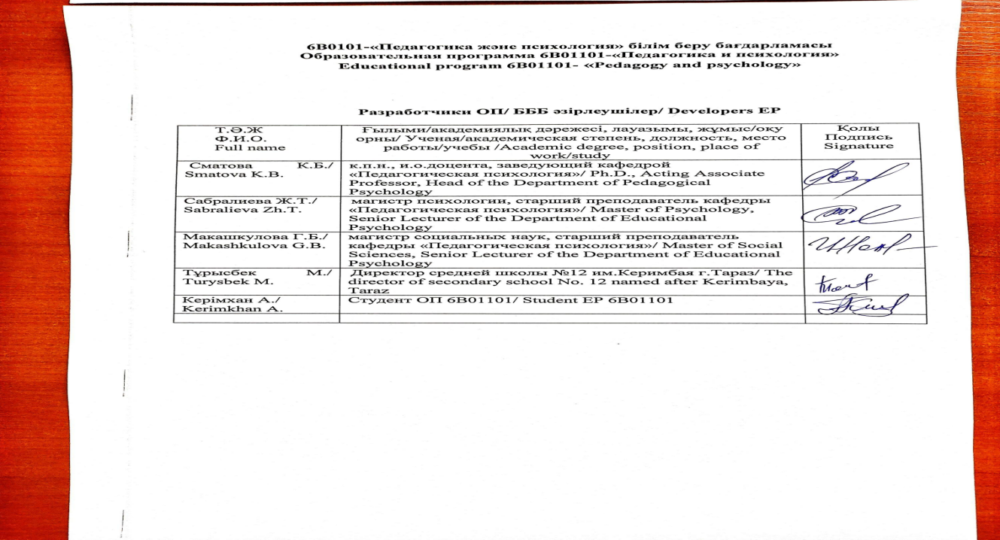 6В0101-«Педагогика және психология» білім беру бағдарламасы
Образовательная программа 6В01101-«Педагогика и психология»
Educational program 6В01101- «Pedagogy and psychology»
Разработчики ОП/ БББ әзірлеушілер/ Developers EP
Т.Ә.Ж
Ф.И.О.
Full name
Ғылыми/академиялық дәрежесі, лауазымы, жұмыс/оқу
орны/ Ученая/академическая степень, должность, место
работы/учебы /Academic degree, position, place of
work/study
Қолы
Подпись
Signature
Сматова К.Б./
Smatova K.B.
к.п.н., и.о.доцента, заведующий кафедрой
«Педагогическая психология»/ Ph.D., Acting Associate
Professor, Head of the Department of Pedagogical
Psychology
Сабралиева Ж.Т./
Sabralieva Zh.T.
магистр психологии, старший преподаватель кафедры
«Педагогическая психология»/ Master of Psychology,
Senior Lecturer of the Department of Educational
Psychology
Макашкулова Г.Б./
Makashkulova G.B.
магистр социальных наук, старший преподаватель
кафедры «Педагогическая психология»/ Master of Social
Sciences, Senior Lecturer of the Department of Educational
Psychology
Тұрысбек М./
Turysbek M.
Директор средней школы №12 им.Керимбая г.Тараз/ The
director of secondary school No. 12 named after Kerimbaya,
Taraz
Керімхан А./
Kerimkhan A.
Студент ОП 6В01101/ Student EP 6B01101